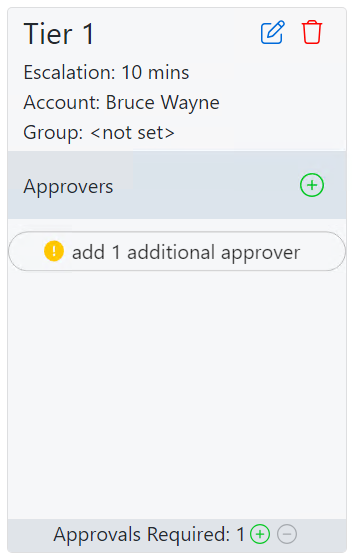 Tier 1
Escalation: 10 mins
Account: Bruce Wayne
Group: <not set>
Approvers
add 1 additional approver
Approvals Required: 1